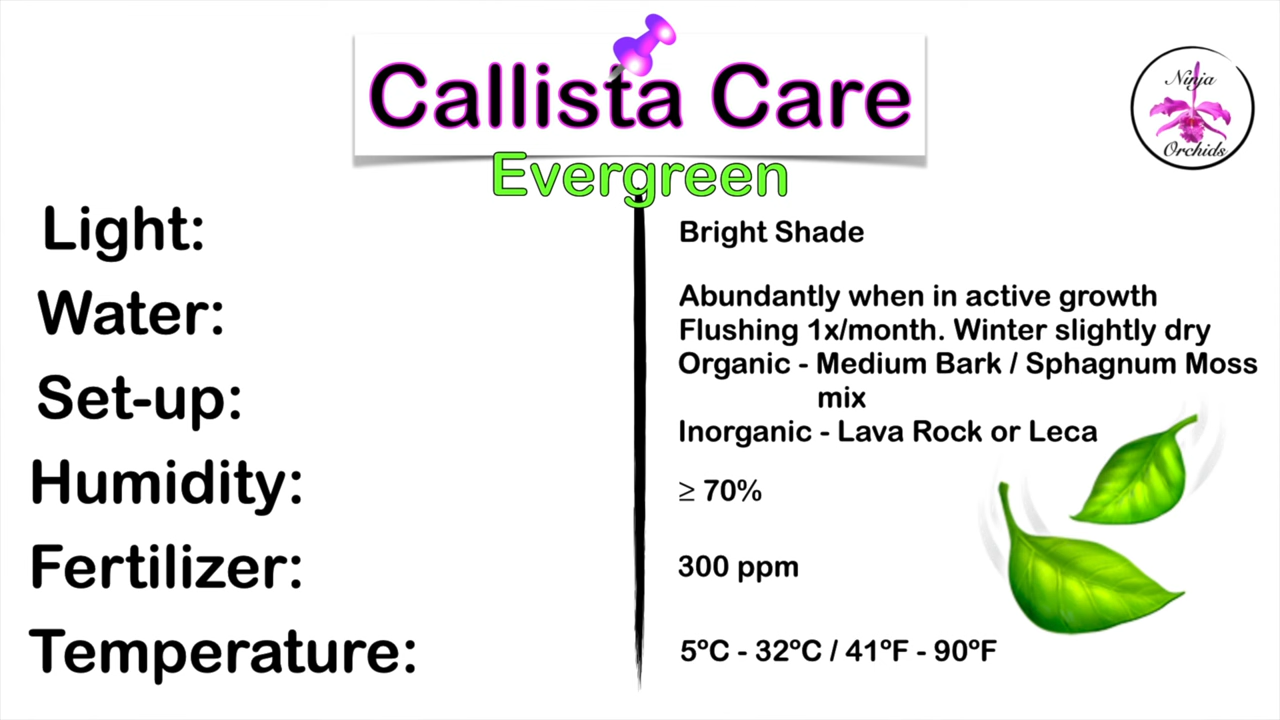 Callista Care
Ninja
Orchids
Evergreen
Light:
Bright Shade
Water:
Abundantly when in active growth
Flushing 1x/month. Winter slightly dry
Set-up:
Organic - Medium Bark / Sphagnum Moss
mix
Inorganic - Lava Rock or Leca
Humidity:
≥ 70%
Fertilizer:
300 ppm
Temperature:
5ºC - 32ºC / 41ºF - 90ºF